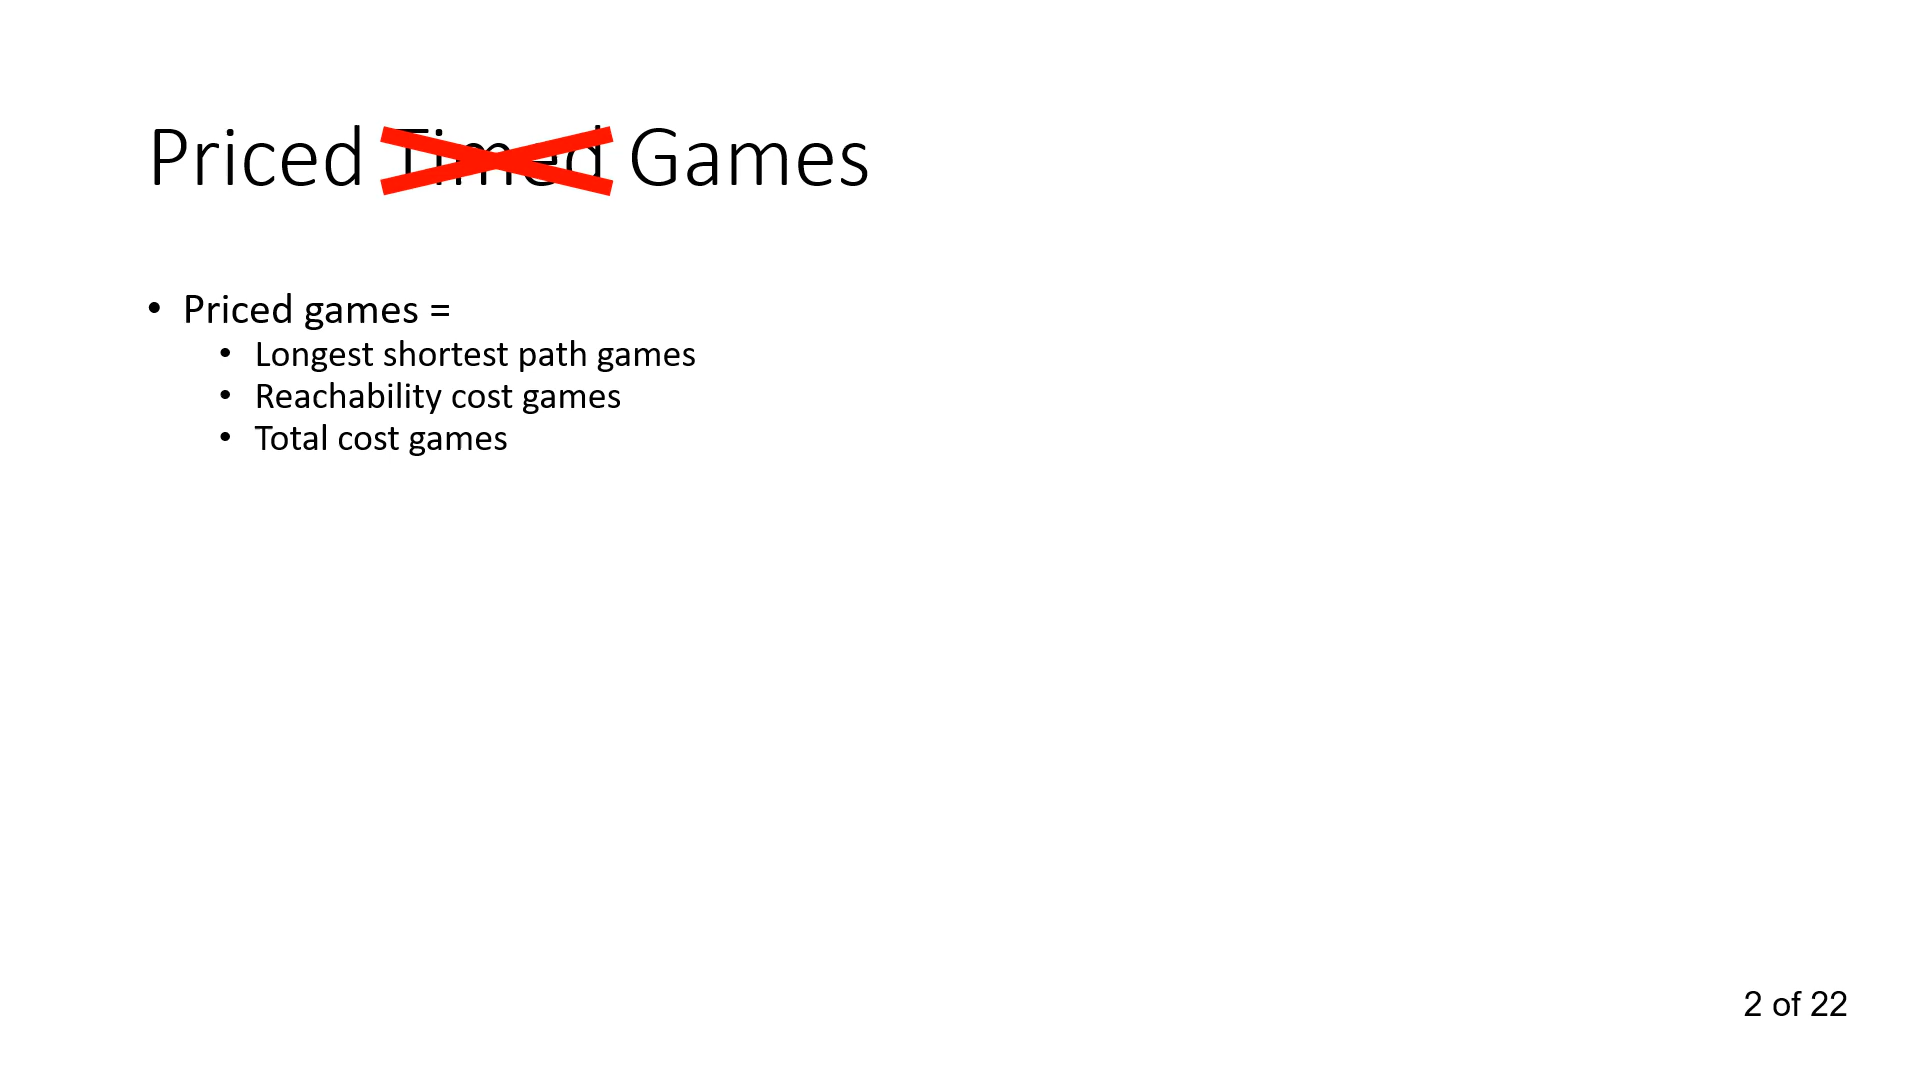 Priced Timed Games
• Priced games =
• Longest shortest path games
• Reachability cost games
• Total cost games
2 of 22